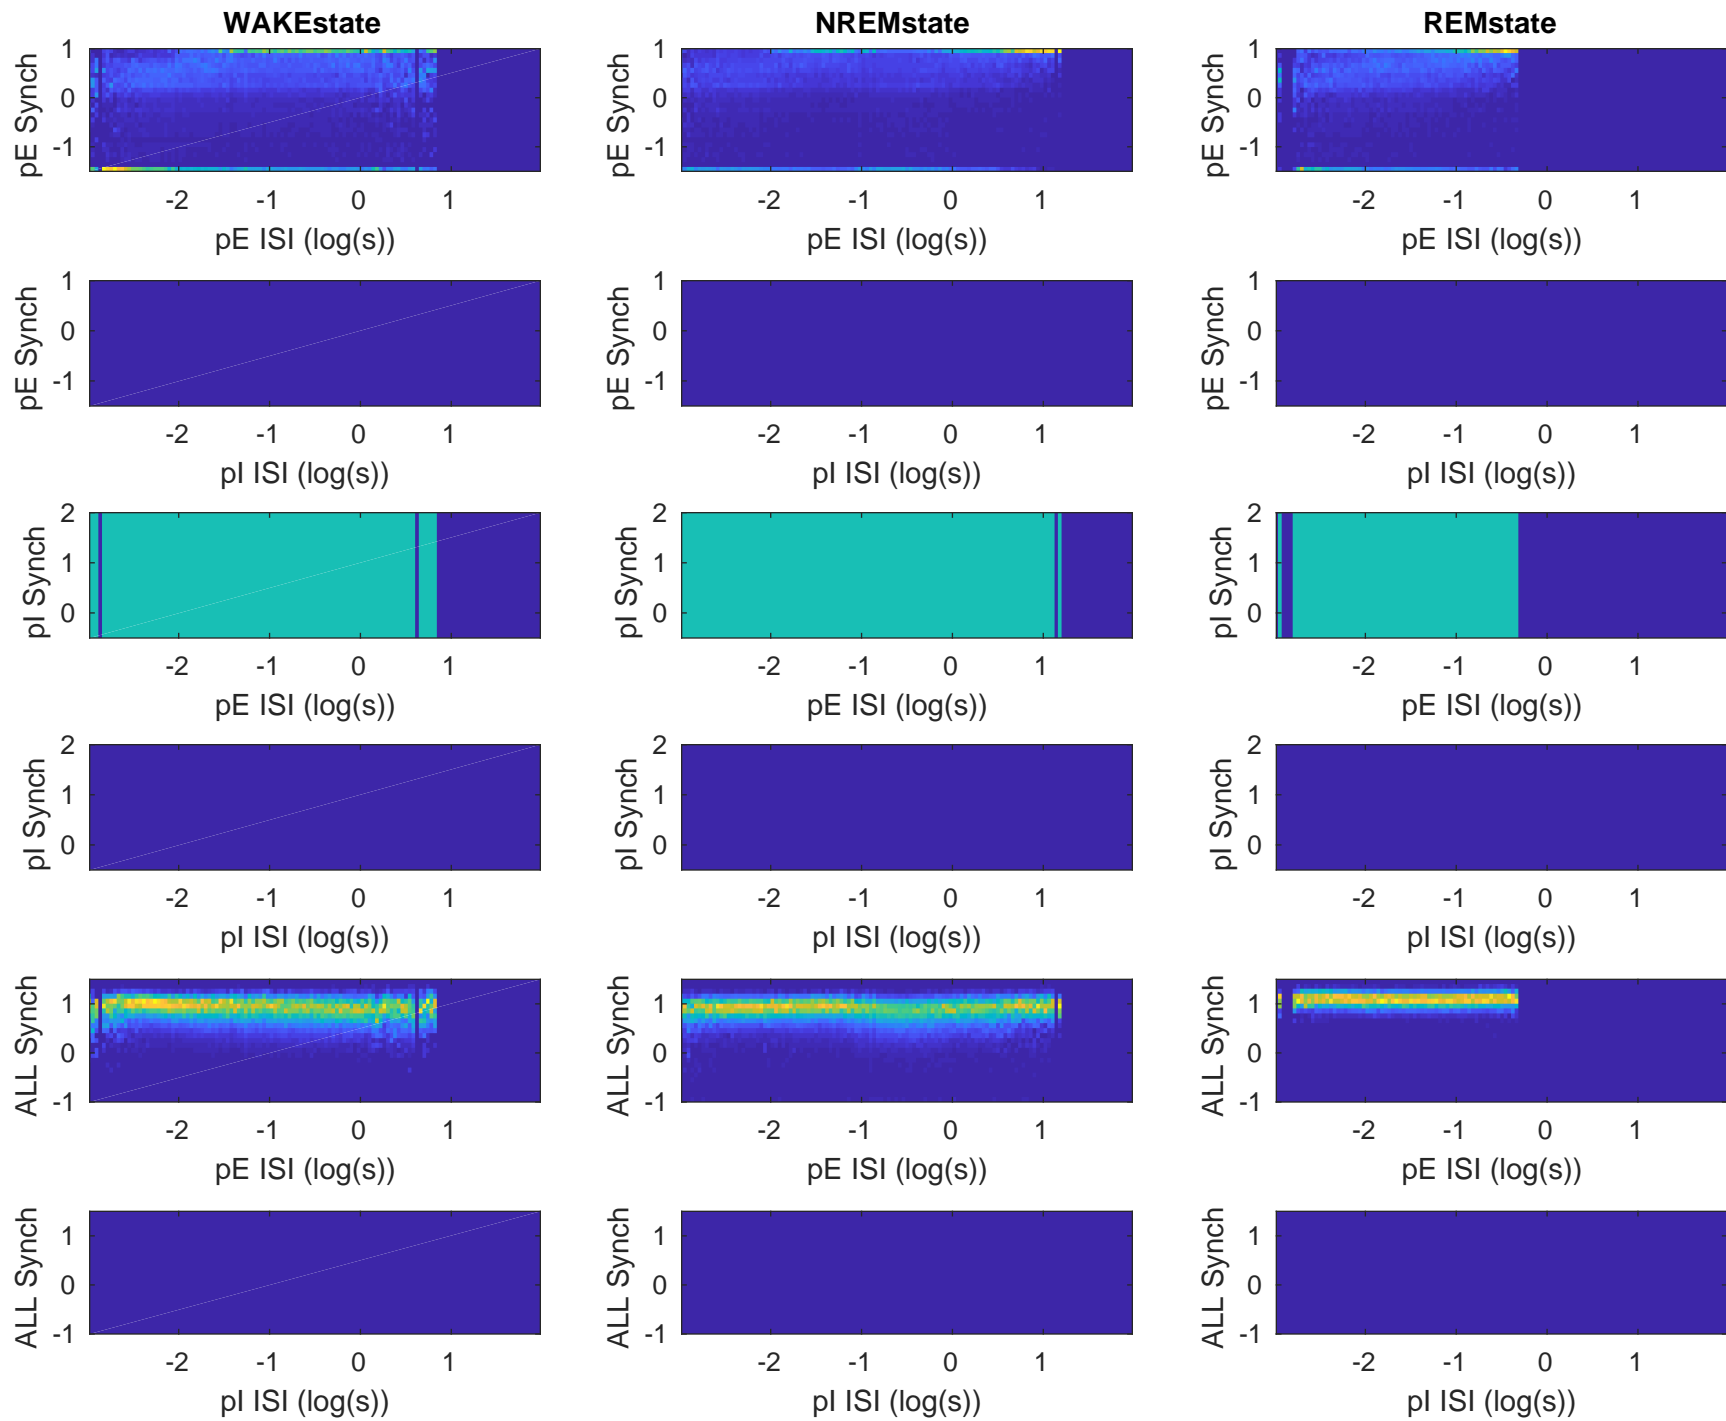 WAKEstate NREMstate REMstate
pE Synch 1 0 -1 pE Synch 1 0 -1 pE Synch 1 0 -1
-2 -1 0 1 -2 -1 0 1 -2 -1 0 1
pE ISI (log(s)) pE ISI (log(s)) pE ISI (log(s))
pE Synch 1 0 -1 pE Synch 1 0 -1 pE Synch 1 0 -1
-2 -1 0 1 -2 -1 0 1 -2 -1 0 1
pI ISI (log(s)) pI ISI (log(s)) pI ISI (log(s))
pI Synch 2 1 0 pI Synch 2 1 0 pI Synch 2 1 0
-2 -1 0 1 -2 -1 0 1 -2 -1 0 1
pE ISI (log(s)) pE ISI (log(s)) pE ISI (log(s))
pI Synch 2 1 0 pI Synch 2 1 0 pI Synch 2 1 0
-2 -1 0 1 -2 -1 0 1 -2 -1 0 1
pI ISI (log(s)) pI ISI (log(s)) pI ISI (log(s))
ALL Synch 1 0 -1 ALL Synch 1 0 -1 ALL Synch 1 0 -1
-2 -1 0 1 -2 -1 0 1 -2 -1 0 1
pE ISI (log(s)) pE ISI (log(s)) pE ISI (log(s))
ALL Synch 1 0 -1 ALL Synch 1 0 -1 ALL Synch 1 0 -1
-2 -1 0 1 -2 -1 0 1 -2 -1 0 1
pI ISI (log(s)) pI ISI (log(s)) pI ISI (log(s))